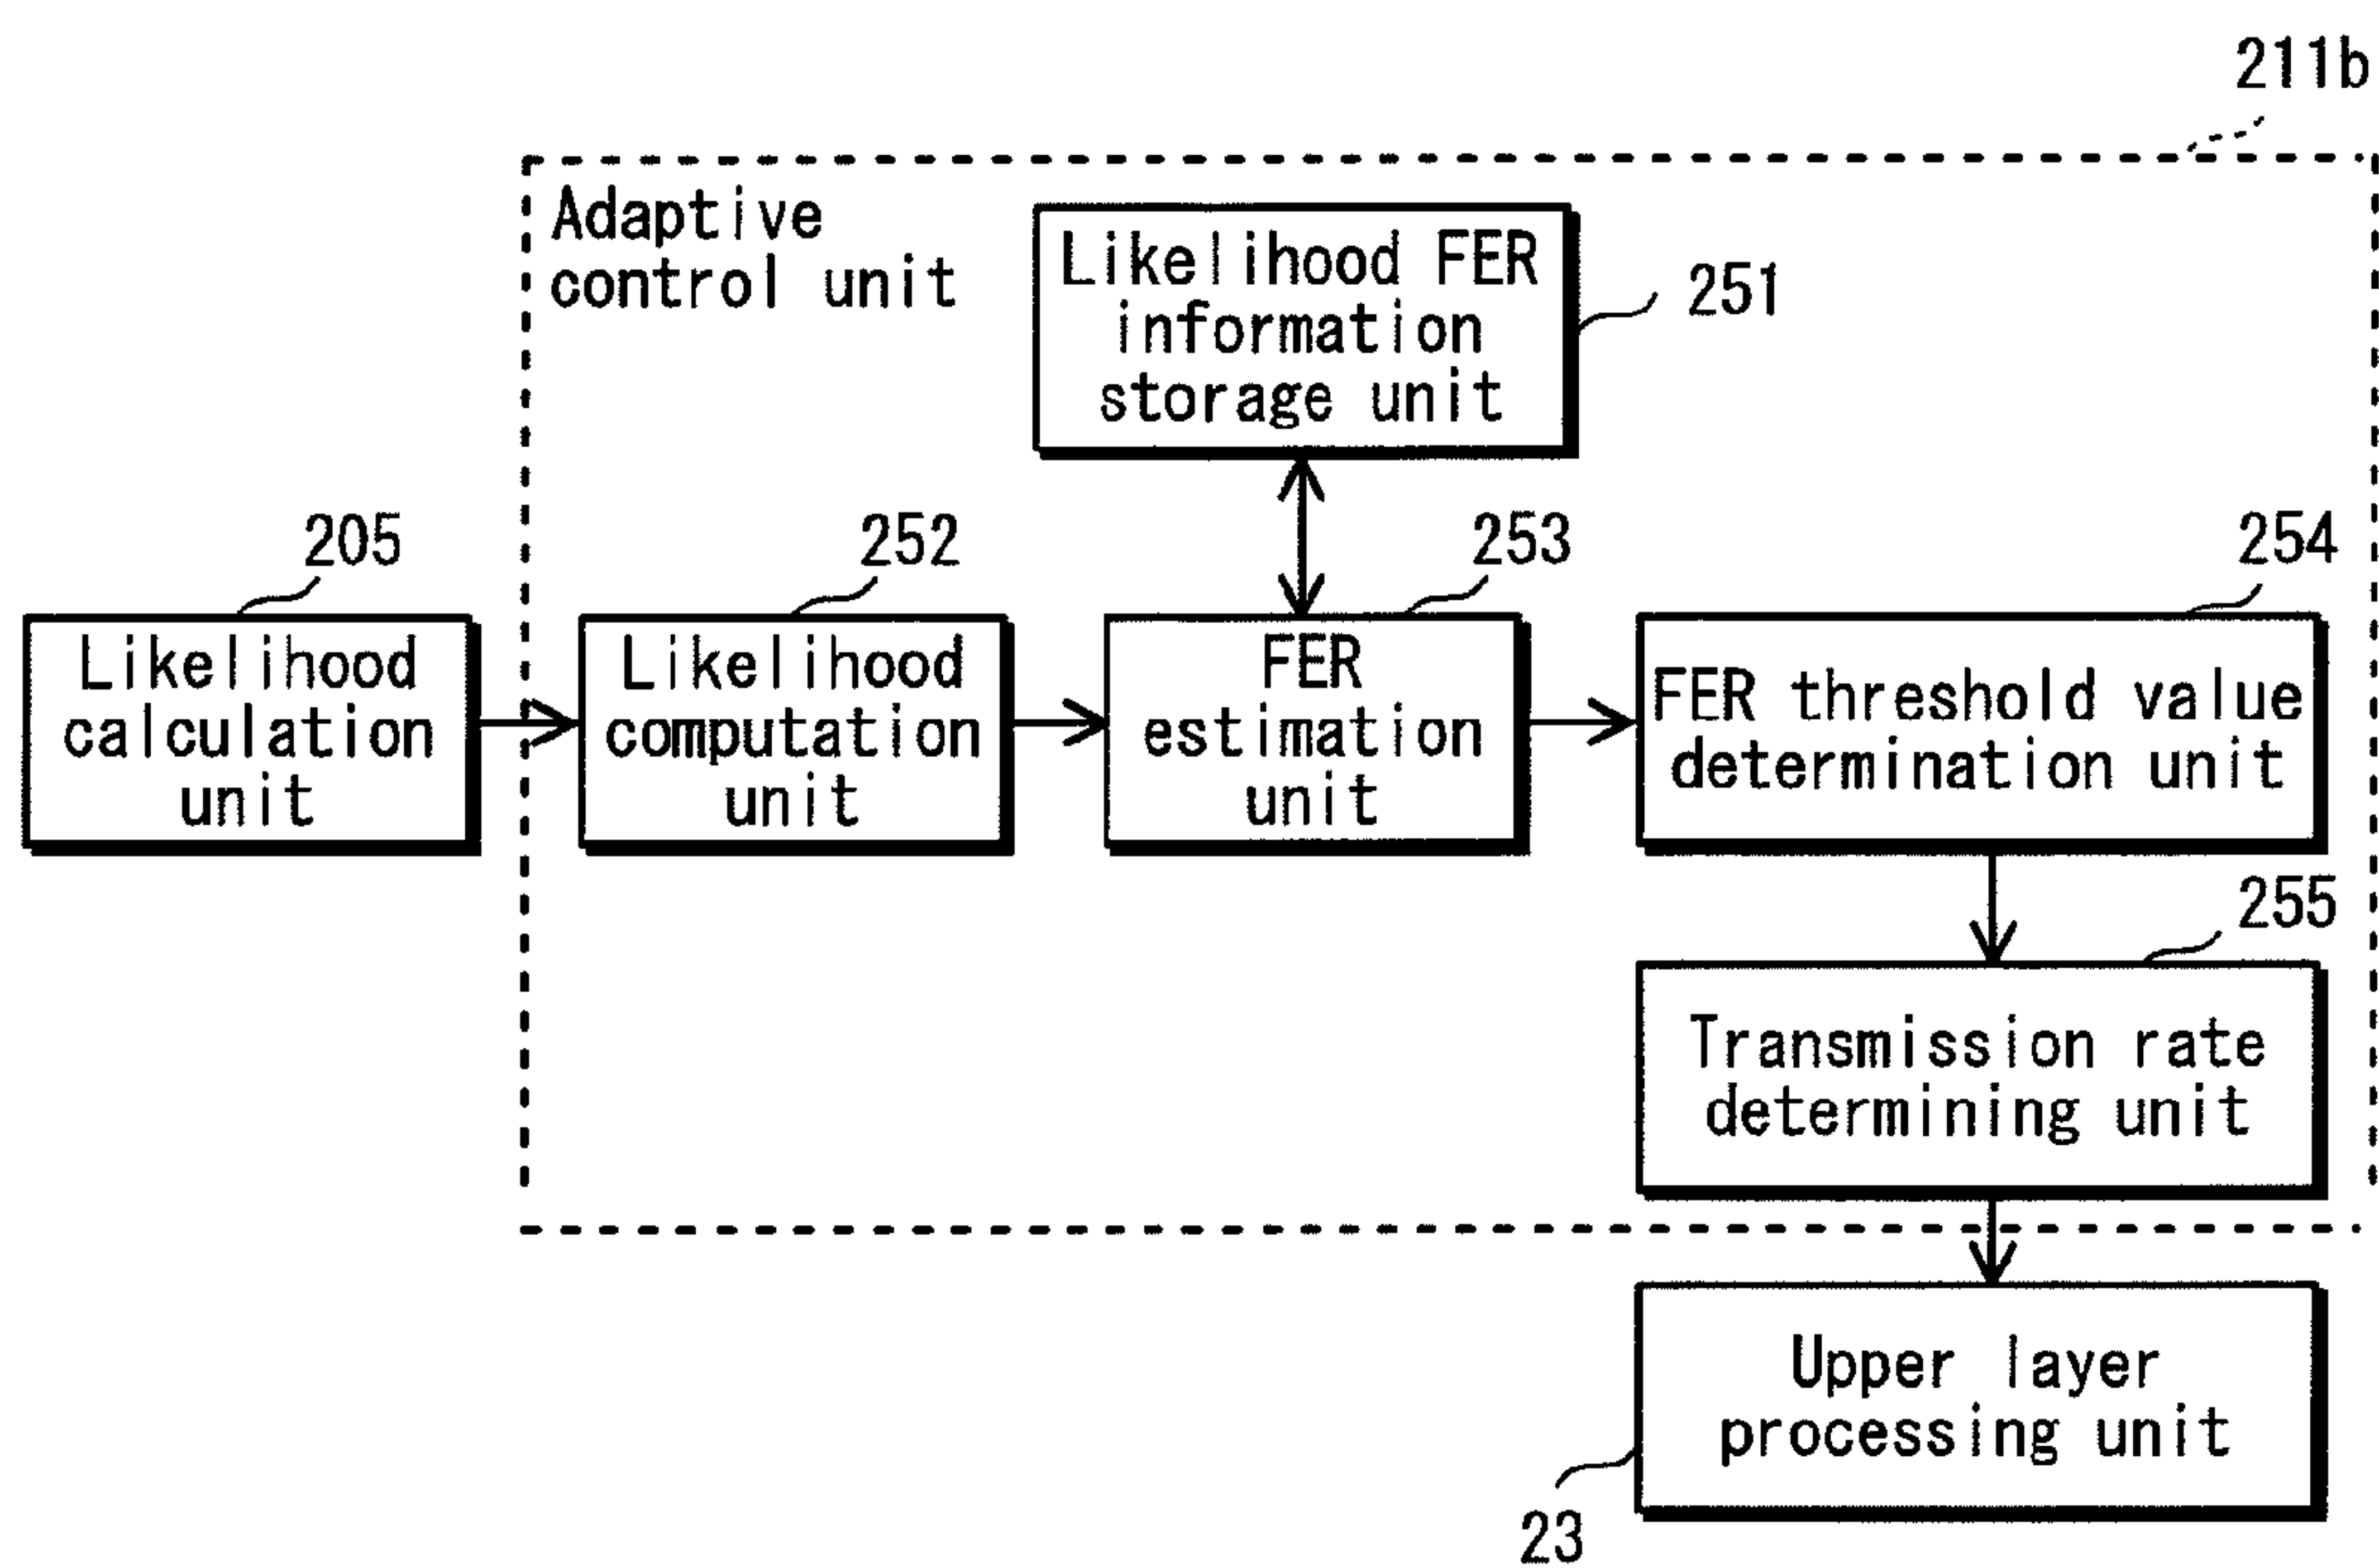 211b
Adaptive
control unit
Likelihood FER
information
storage unit
251
205
252
253
254
Likelihood
calculation
unit
Likelihood
computation
unit
FER
estimation
unit
FER threshold value
determination unit
255
Transmission rate
determining unit
Upper layer
processing unit
23